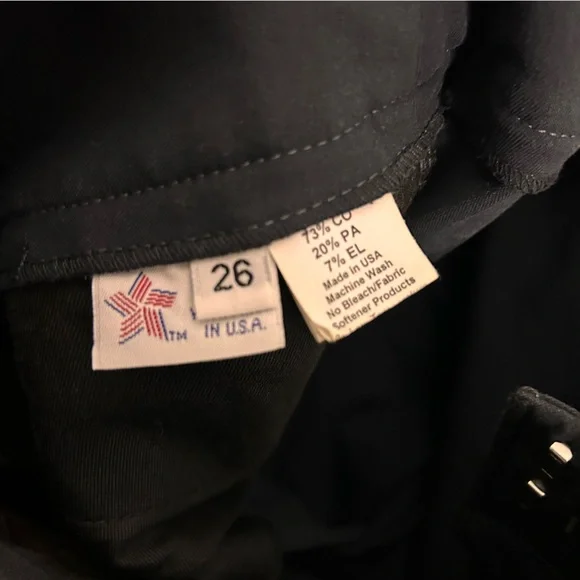 26
TM
IN U.S.A.
73% CO
20% PA
7% EL
Made in USA
Machine Wash
No Bleach/Fabric
Softener Products